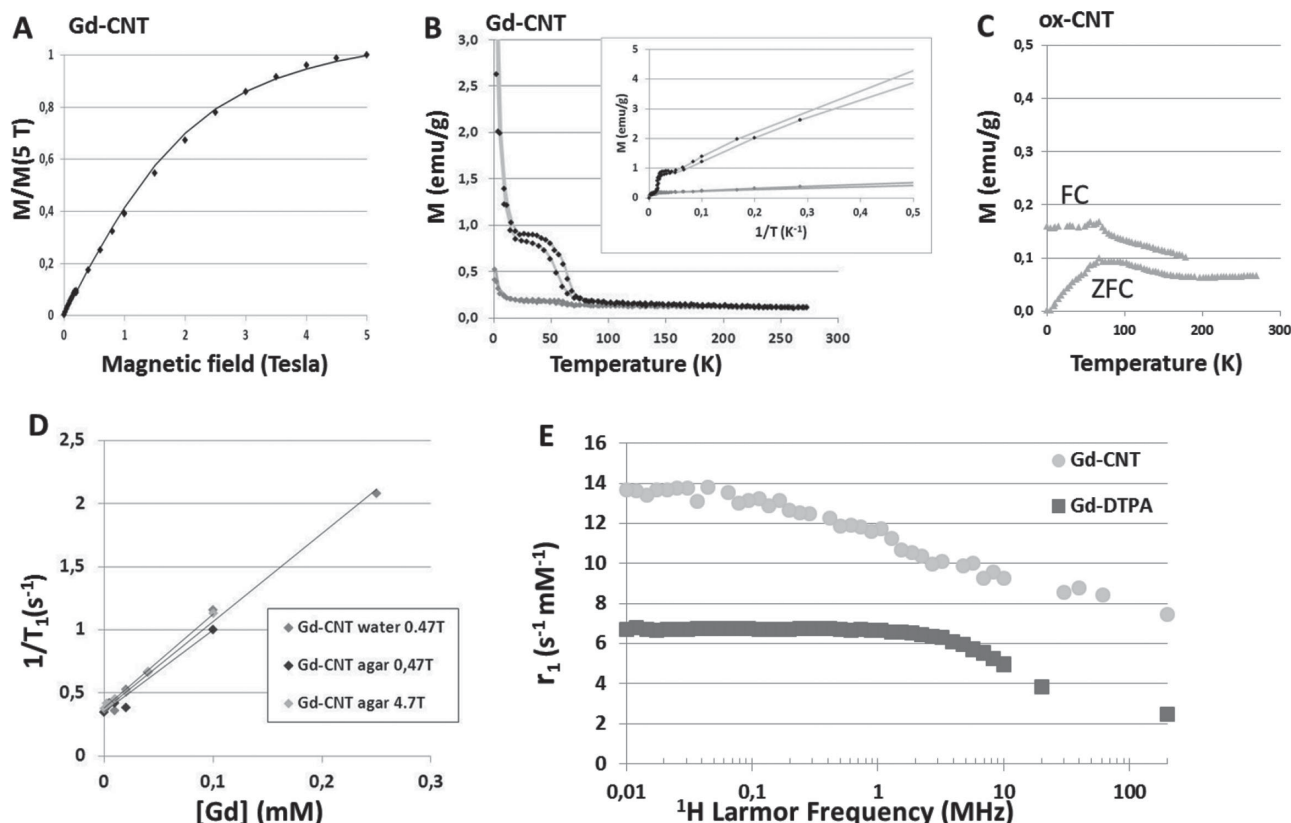 A
Gd-CNT
M/M(5 T)
1
0,8
0,6
0,4
0,2
0
0
1
2
3
4
5
Magnetic field (Tesla)
B
Gd-CNT
M (emu/g)
3,0
2,5
2,0
1,5
1,0
0,5
0,0
0
50
100
150
200
250
300
Temperature (K)
M (emu/g)
5
4
3
2
1
0
0
0,1
0,2
0,3
0,4
0,5
1/T (K⁻¹)
C
ox-CNT
M (emu/g)
0,5
0,4
0,3
0,2
0,1
0,0
FC
ZFC
0
100
200
300
Temperature (K)
D
1/T₁(s⁻¹)
2,5
2
1,5
1
0,5
0
Gd-CNT water 0.47T
Gd-CNT agar 0,47T
Gd-CNT agar 4.7T
0
0,1
0,2
0,3
[Gd] (mM)
E
r₁ (s⁻¹ mM⁻¹)
16
14
12
10
8
6
4
2
0
Gd-CNT
Gd-DTPA
0,01
0,1
1
10
100
¹H Larmor Frequency (MHz)